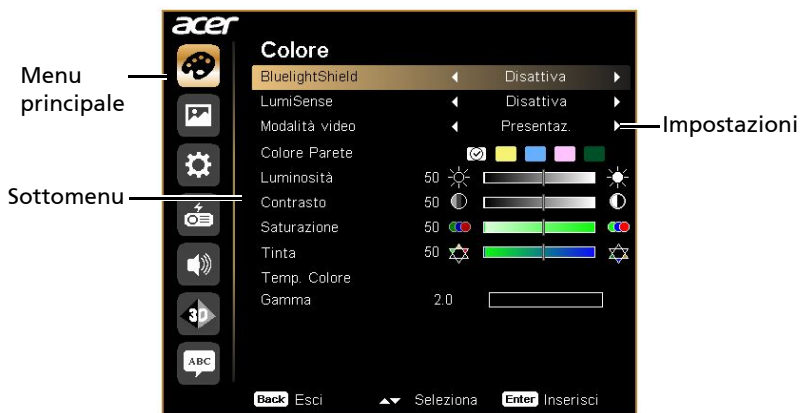 acer
Colore
Menu
principale
BluelightShield Disattiva
LumiSense Disattiva
Modalità video Presentaz.
Impostazioni
Colore Parete
Luminosità 50
Sottomenu
Contrasto 50
Saturazione 50
Tinta 50
Temp. Colore
Gamma 2.0
3D
ABC
Back Esci Seleziona Enter Inserisci